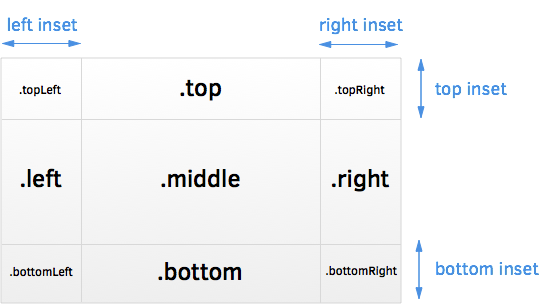 left inset
right inset
.topLeft
.top
.topRight
top inset
.left
.middle
.right
.bottomLeft
.bottom
.bottomRight
bottom inset